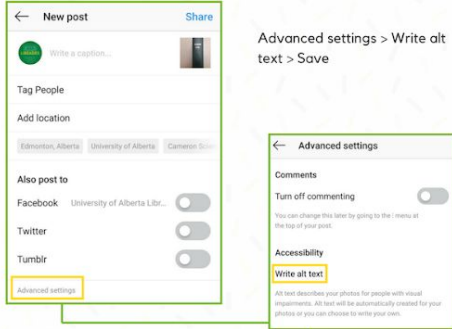 ← New post Share
Write a caption...
Tag People
Add location
Edmonton, Alberta University of Alberta Cameron
Also post to
Facebook University of Alberta Libr...
Twitter
Tumblr
Advanced settings
Advanced settings > Write alt
text > Save
← Advanced settings
Comments
Turn off commenting
You can change this later by going to the ⁝ menu at
the top of your post.
Accessibility
Write alt text
Alt text describes your photos for people with visual
impairments. Alt text will be automatically created for your
photos or you can choose to write your own.